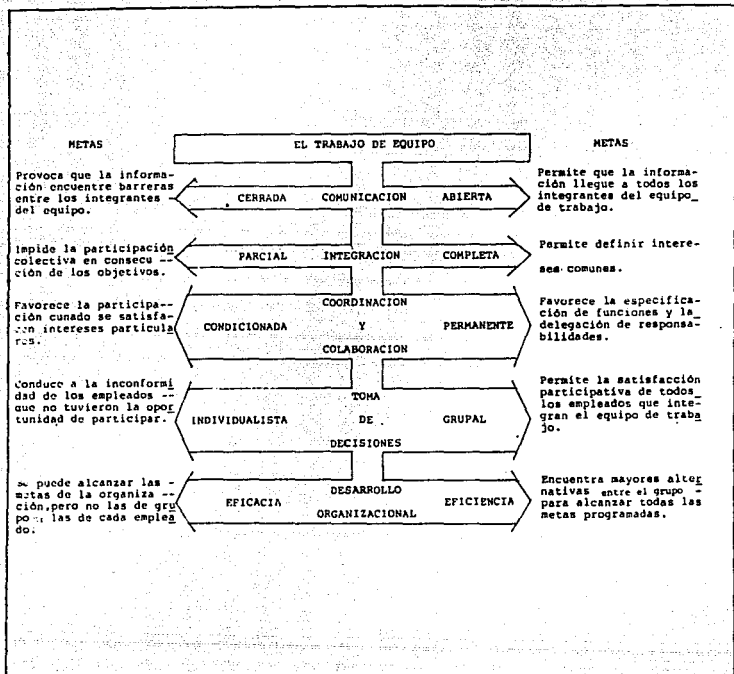 METAS
EL TRABAJO DE EQUIPO
METAS
Provoca que la informa-
ción encuentre barreras
entre los integrantes
del equipo.
CERRADA COMUNICACION ABIERTA
Permite que la informa-
ción llegue a todos los
integrantes del equipo
de trabajo.
Impide la participación
colectiva en consecu --
ción de los objetivos.
PARCIAL INTEGRACION COMPLETA
Permite definir intere-
ses comunes.
Favorece la participa--
ción cunado se satisfa-
cen intereses particula
res.
COORDINACION
CONDICIONADA Y PERMANENTE
COLABORACION
Favorece la especifica-
ción de funciones y la
delegación de responsa-
bilidades.
Conduce a la inconformi
dad de los empleados --
que no tuvieron la opor
tunidad de participar.
TOMA
INDIVIDUALISTA DE GRUPAL
DECISIONES
Permite la satisfacción
participativa de todos
los empleados que inte-
gran el equipo de traba
jo.
Se puede alcanzar las -
metas de la organiza --
ción,pero no las de gru
po las de cada emplea
do.
DESARROLLO
EFICACIA EFICIENCIA
ORGANIZACIONAL
Encuentra mayores alter
nativas entre el grupo -
para alcanzar todas las
metas programadas.